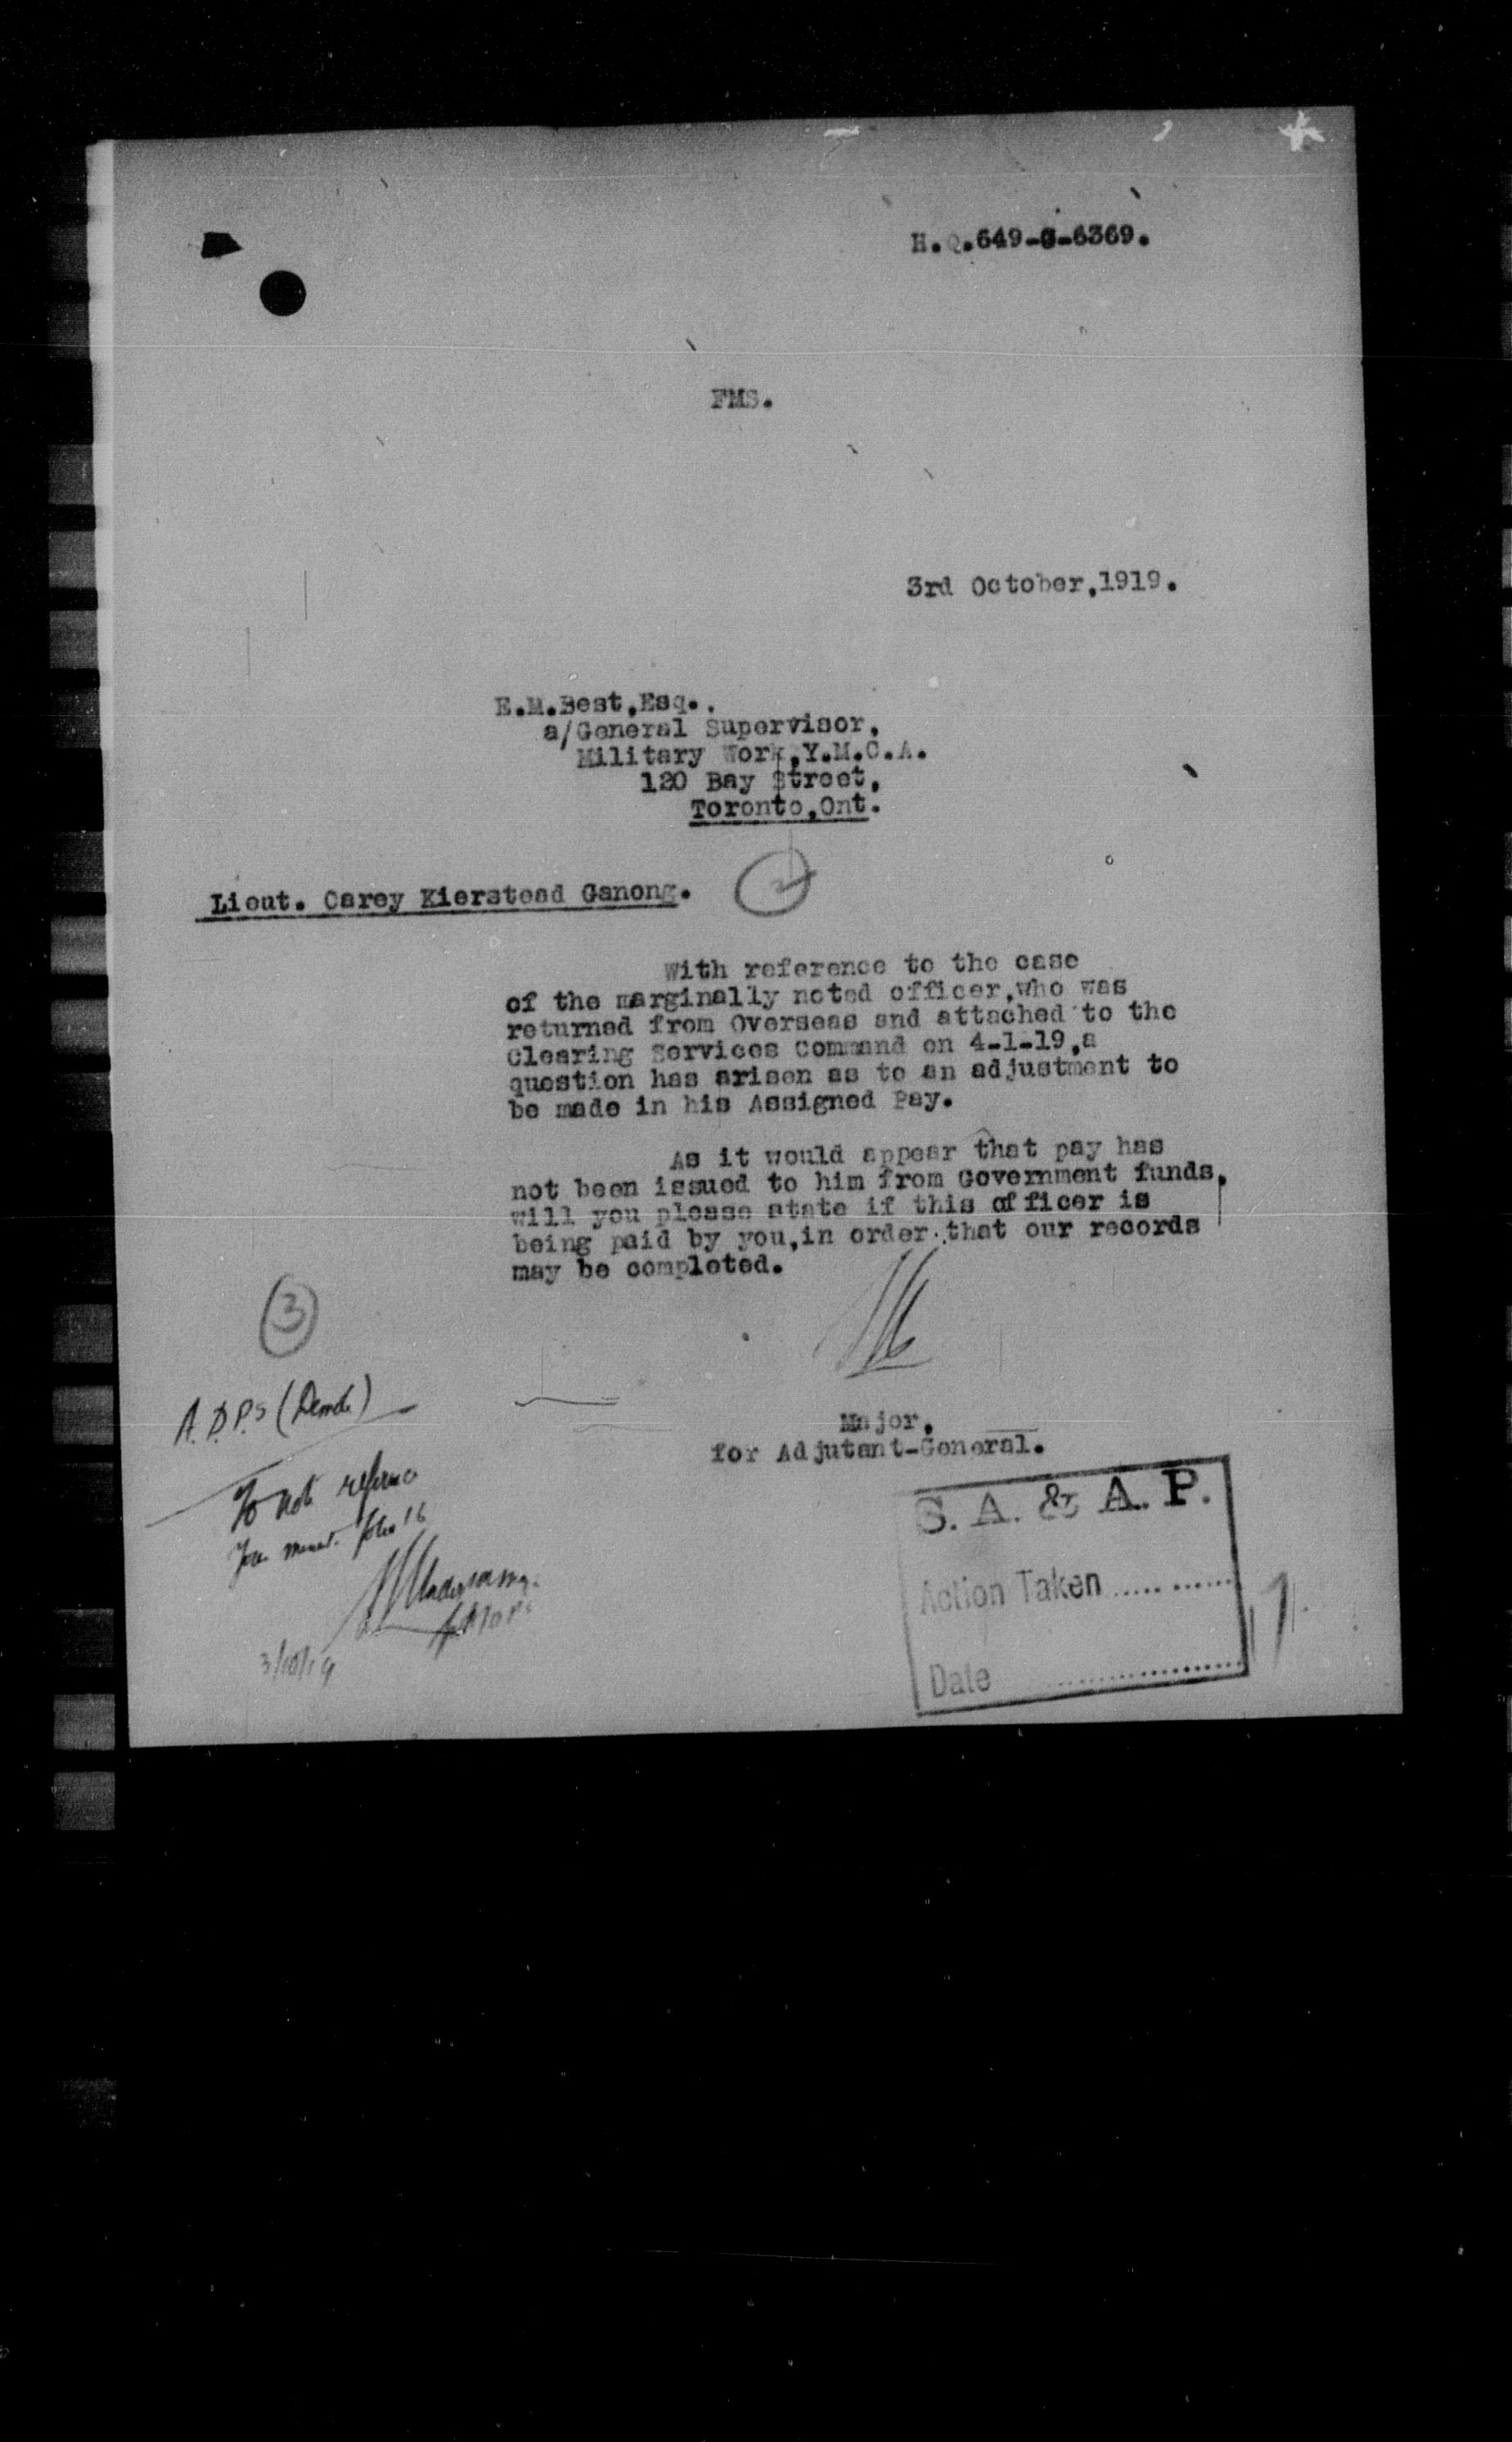 H.Q.649-G-6369.
FMS.
3rd October,1919.
E.M.Best,Esq.,
a/General Supervisor,
Military Work,Y.M.C.A.
120 Bay Street,
Toronto,Ont.
2
Lieut. Carey Kierstead Ganong.
With reference to the case
of the marginally noted officer,who was
returned from Overseas and attached to the
Clearing Services Command on 4-1-19,a
question has arisen as to an adjustment to
be made in his Assigned Pay.
As it would appear that pay has
not been issued to him from Government funds,
will you please state if this officer is
being paid by you,in order that our records
may be completed.
3
A.D.P.S
Major,
for Adjutant-General.
To note
folio 16
3/10/19
S. A. & A. P.
Action Taken ............
Date ....................